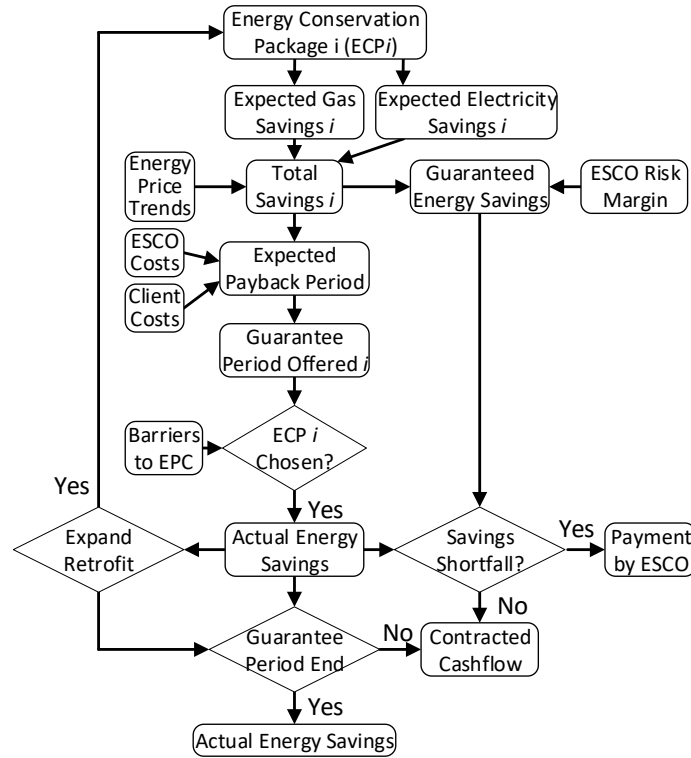 Energy Conservation
Package i (ECPi)
Expected Gas
Savings i
Expected Electricity
Savings i
Energy
Price
Trends
Total
Savings i
Guaranteed
Energy Savings
ESCO Risk
Margin
ESCO
Costs
Expected
Payback Period
Client
Costs
Guarantee
Period Offered i
Barriers
to EPC
ECP i
Chosen?
Yes
Yes
Expand
Retrofit
Actual Energy
Savings
Savings
Shortfall?
Yes
Payment
by ESCO
No
Guarantee
Period End
No
Contracted
Cashflow
Yes
Actual Energy Savings